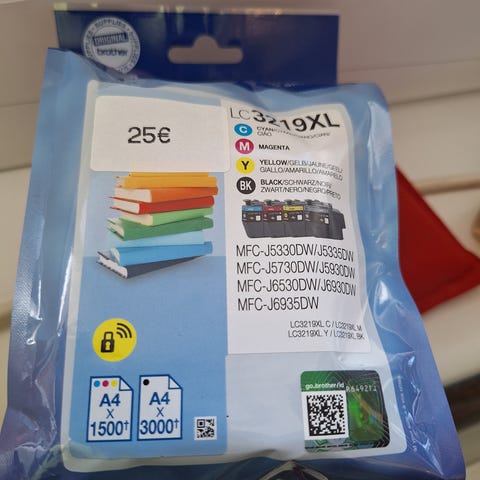 ORIGINAL
brother
SUPPLIES
25€
LC3219XL
C
M MAGENTA
Y YELLOW/GELB/JAUNE/GEEL/
GIALLO/AMARILLO/AMARELO
BK BLACK/SCHWARZ/NOIR/
ZWART/NERO/NEGRO/PRETO
MFC-J5330DW/J5335DW
MFC-J5730DW/J5930DW
MFC-J6530DW/J6930DW
MFC-J6935DW
LC3219XL C / LC3219XL M
LC3219XL Y / LC3219XL BK
A4
x
1500†
A4
x
3000†
go.brother/id